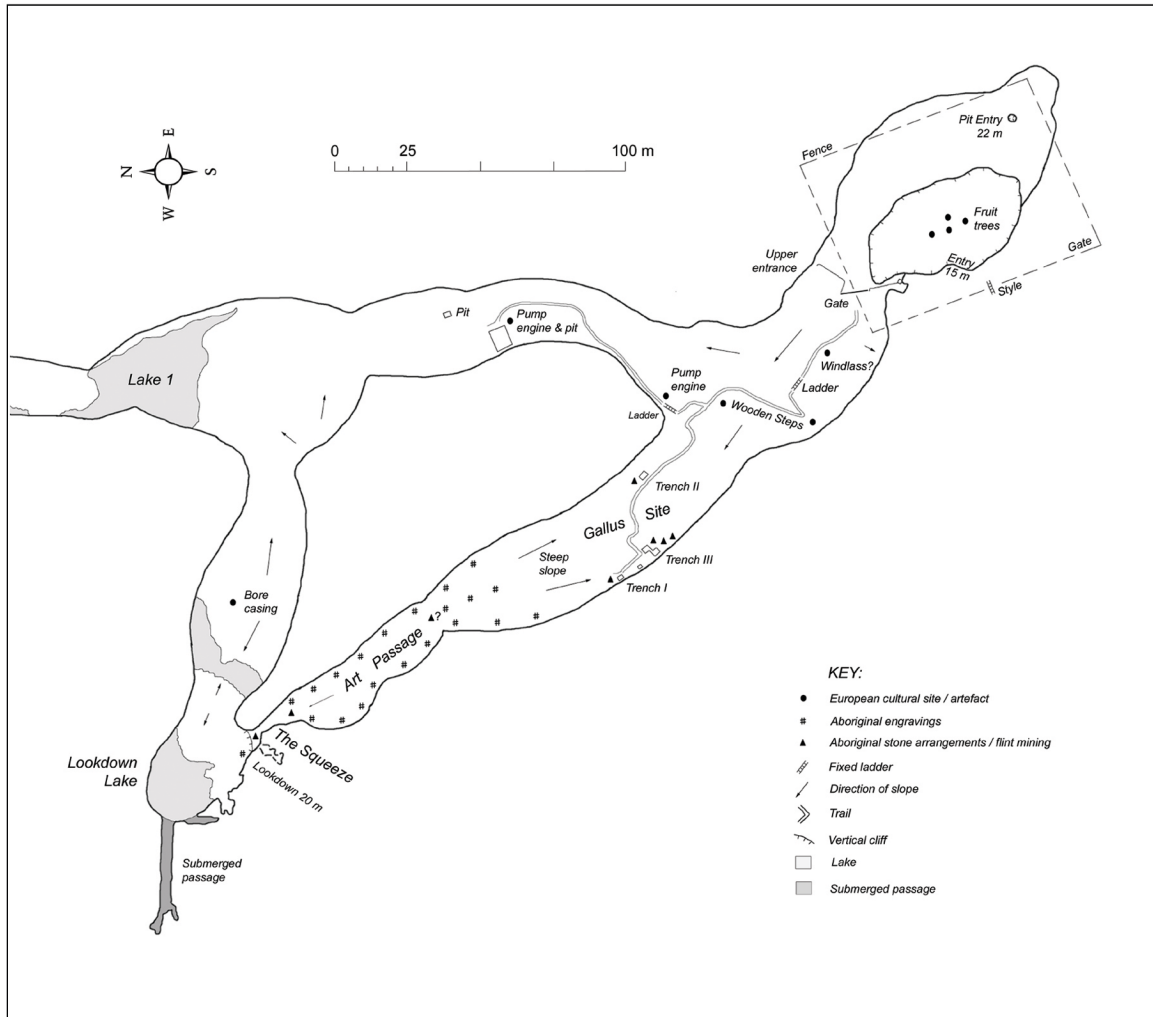 E
N
S
W
0
25
100 m
Pit Entry
22 m
Fence
Fruit
trees
Gate
Entry
15 m
Style
Upper
entrance
Gate
Windlass?
Ladder
Wooden Steps
Pump
engine
Ladder
Pit
Pump
engine & pit
Lake 1
Trench II
Gallus Site
Trench III
Trench I
Steep
slope
?
Art Passage
Bore
casing
The Squeeze
Lookdown 20 m
Lookdown
Lake
Submerged
passage
KEY:
European cultural site / artefact
# Aboriginal engravings
Aboriginal stone arrangements / flint mining
Fixed ladder
Direction of slope
Trail
Vertical cliff
Lake
Submerged passage